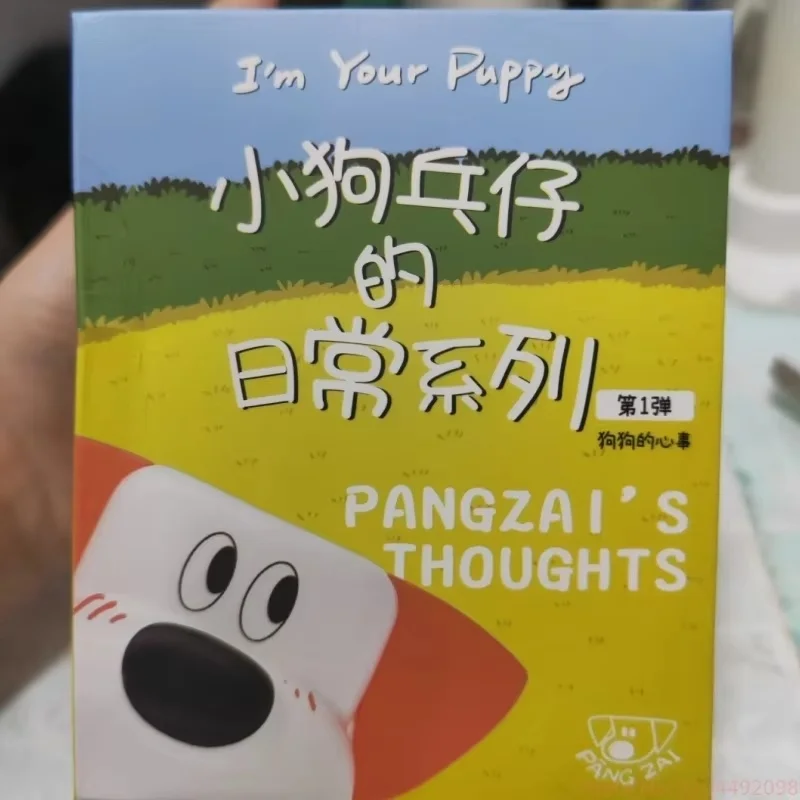 I'm Your Puppy
小狗乓仔
的
日常系列
第1弹
狗狗的心事
PANGZAI'S
THOUGHTS
PANG ZAI